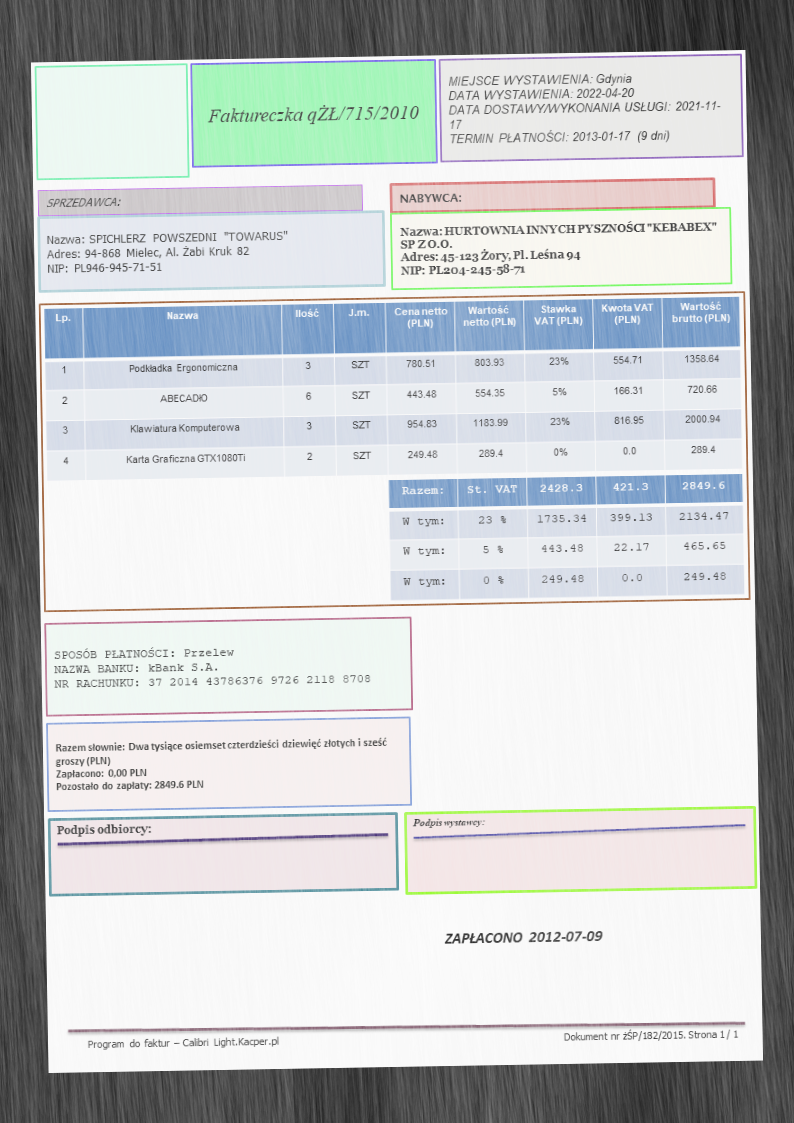 Faktureczka qŻŁ/715/2010
MIEJSCE WYSTAWIENIA: Gdynia
DATA WYSTAWIENIA: 2022-04-20
DATA DOSTAWY/WYKONANIA USŁUGI: 2021-11-
17
TERMIN PŁATNOŚCI: 2013-01-17 (9 dni)
SPRZEDAWCA:
Nazwa: SPICHLERZ POWSZEDNI "TOWARUS"
Adres: 94-868 Mielec, Al. Żabi Kruk 82
NIP: PL946-945-71-51
NABYWCA:
Nazwa: HURTOWNIA INNYCH PYSZNOŚCI "KEBABEX"
SP Z O.O.
Adres: 45-123 Żory, Pl. Leśna 94
NIP: PL204-245-58-71
Lp. Nazwa Ilość J.m. Cena netto (PLN) Wartość netto (PLN) Stawka VAT (PLN) Kwota VAT (PLN) Wartość brutto (PLN)
1 Podkładka Ergonomiczna 3 SZT 780.51 803.93 23% 554.71 1358.64
2 ABECADŁO 6 SZT 443.48 554.35 5% 166.31 720.66
3 Klawiatura Komputerowa 3 SZT 954.83 1183.99 23% 816.95 2000.94
4 Karta Graficzna GTX1080Ti 2 SZT 249.48 289.4 0% 0.0 289.4
Razem: St. VAT 2428.3 421.3 2849.6
W tym: 23 % 1735.34 399.13 2134.47
W tym: 5 % 443.48 22.17 465.65
W tym: 0 % 249.48 0.0 249.48
SPOSÓB PŁATNOŚCI: Przelew
NAZWA BANKU: kBank S.A.
NR RACHUNKU: 37 2014 43786376 9726 2118 8708
Razem słownie: Dwa tysiące osiemset czterdzieści dziewięć złotych i sześć
groszy (PLN)
Zapłacono: 0,00 PLN
Pozostało do zapłaty: 2849.6 PLN
Podpis odbiorcy:
Podpis wystawcy:
ZAPŁACONO 2012-07-09
Program do faktur – Calibri Light.Kacper.pl
Dokument nr żŚP/182/2015. Strona 1 / 1